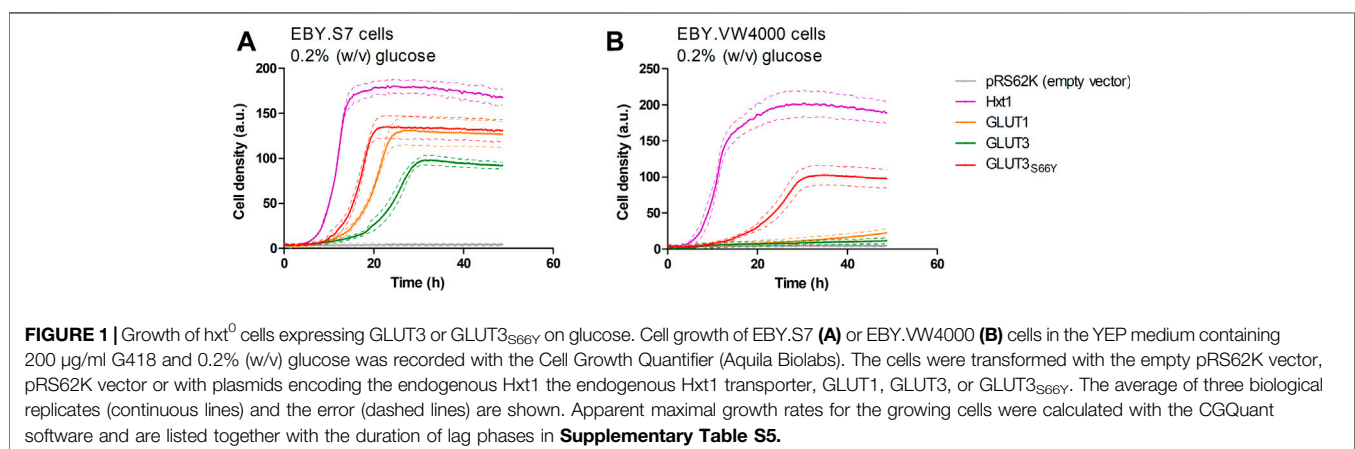 A
EBY.S7 cells
0.2% (w/v) glucose
200
150
100
50
0
Cell density (a.u.)
0 20 40 60
Time (h)
B
EBY.VW4000 cells
0.2% (w/v) glucose
250
200
150
100
50
0
Cell density (a.u.)
0 20 40 60
Time (h)
pRS62K (empty vector)
Hxt1
GLUT1
GLUT3
GLUT3S66Y
FIGURE 1 | Growth of hxt0 cells expressing GLUT3 or GLUT3S66Y on glucose. Cell growth of EBY.S7 (A) or EBY.VW4000 (B) cells in the YEP medium containing
200 µg/ml G418 and 0.2% (w/v) glucose was recorded with the Cell Growth Quantifier (Aquila Biolabs). The cells were transformed with the empty pRS62K vector,
pRS62K vector or with plasmids encoding the endogenous Hxt1 the endogenous Hxt1 transporter, GLUT1, GLUT3, or GLUT3S66Y. The average of three biological
replicates (continuous lines) and the error (dashed lines) are shown. Apparent maximal growth rates for the growing cells were calculated with the CGQuant
software and are listed together with the duration of lag phases in Supplementary Table S5.